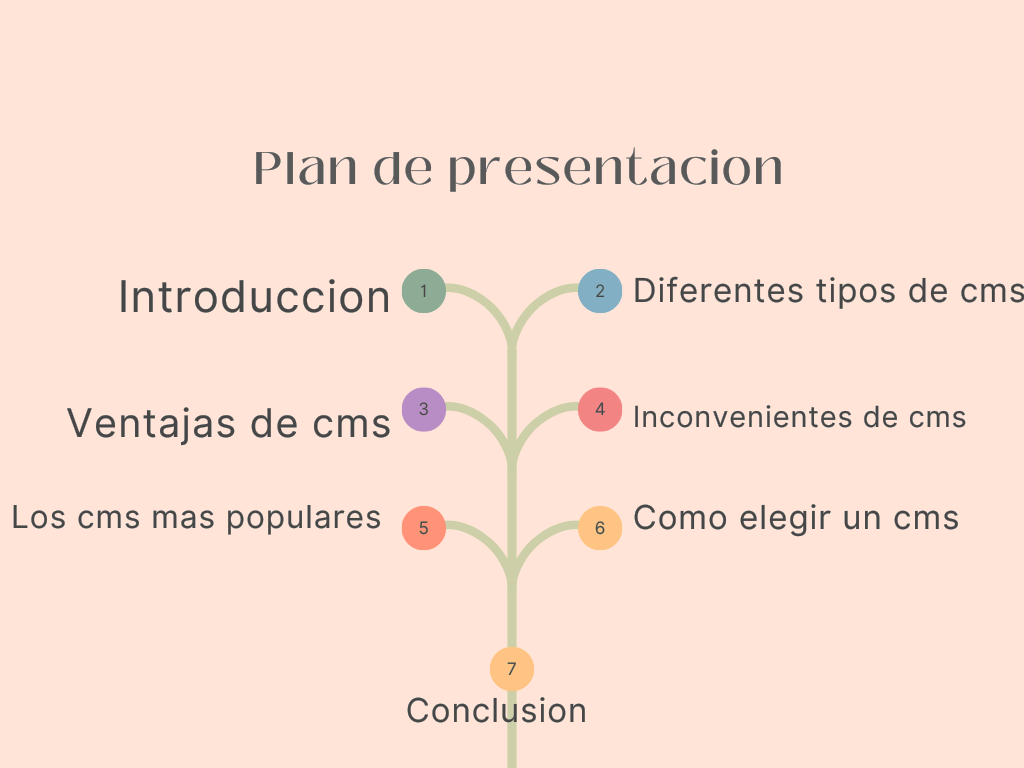 Plan de presentacion
Introduccion
1
2
Diferentes tipos de cms
Ventajas de cms
3
4
Inconvenientes de cms
Los cms mas populares
5
6
Como elegir un cms
7
Conclusion